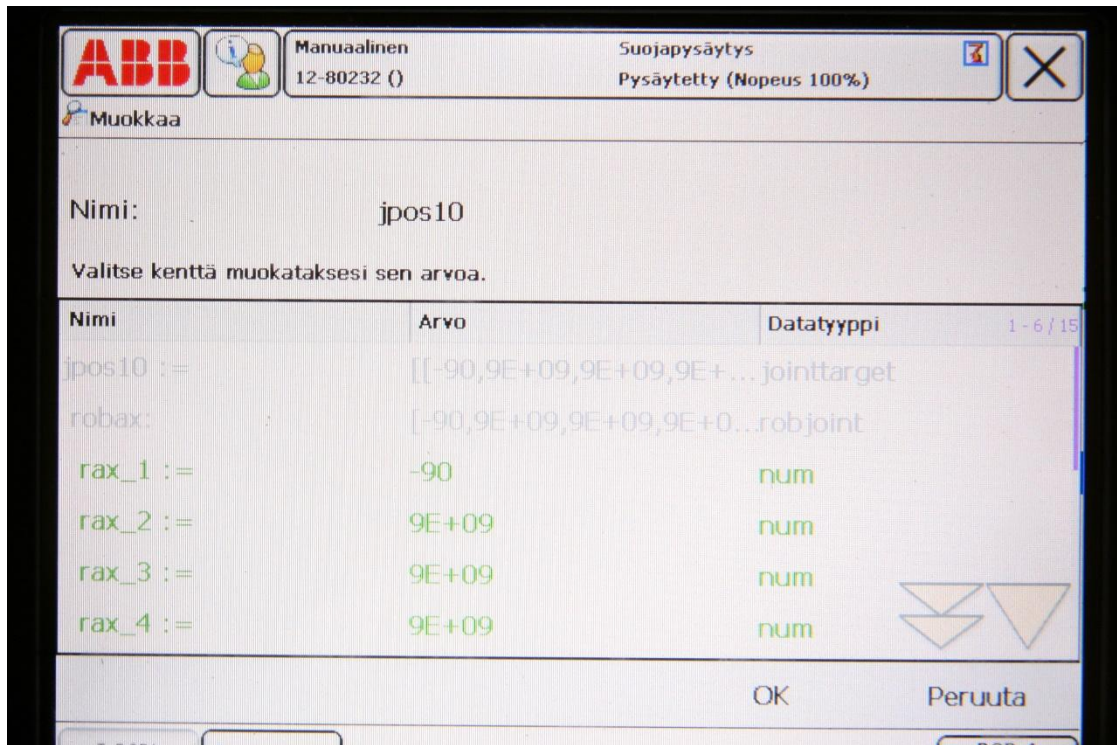 ABB
Manuaalinen
12-80232 ()
Suojapysäytys
Pysäytetty (Nopeus 100%)
Muokkaa
Nimi: jpos10
Valitse kenttä muokataksesi sen arvoa.
Nimi Arvo Datatyyppi 1 - 6 / 15
jpos10 := [[-90,9E+09,9E+09,9E+... jointtarget
robax: [-90,9E+09,9E+09,9E+0... robjoint
rax_1 := -90 num
rax_2 := 9E+09 num
rax_3 := 9E+09 num
rax_4 := 9E+09 num
OK Peruuta